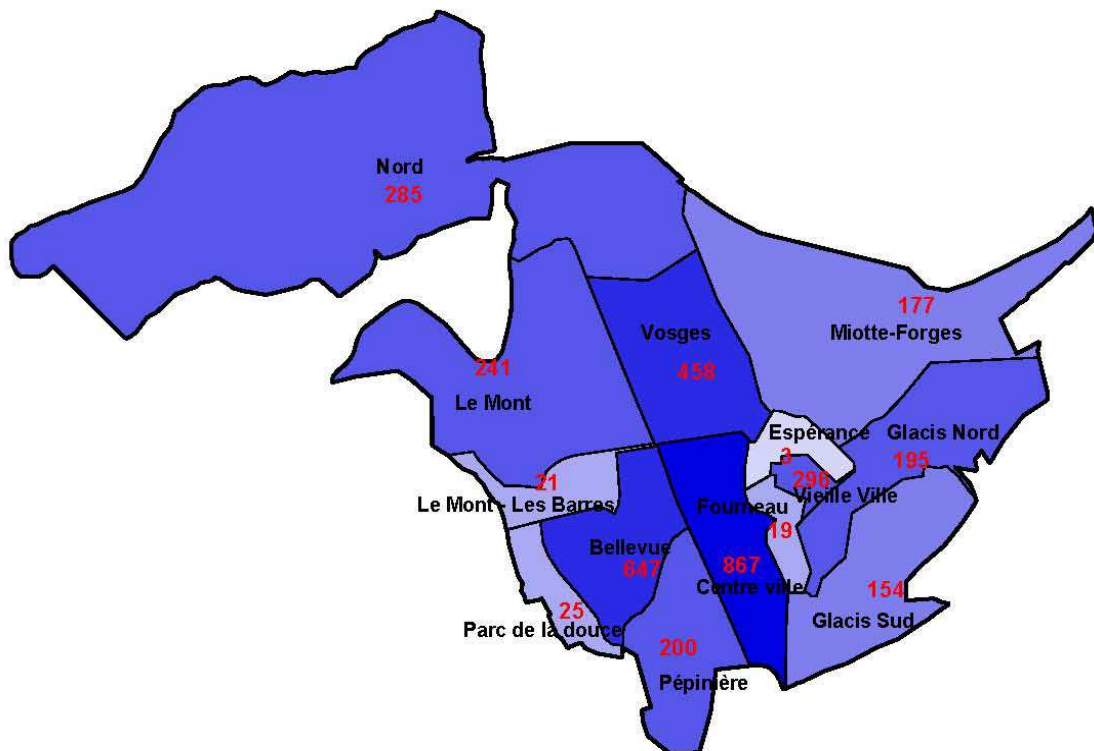 Nord
285
Vosges
458
177
Miotte-Forges
241
Le Mont
Espérance
3
Glacis Nord
195
296
Vieille Ville
21
Le Mont - Les Barres
Fourneau
19
Bellevue
647
867
Centre ville
154
Glacis Sud
25
Parc de la douce
200
Pépinière